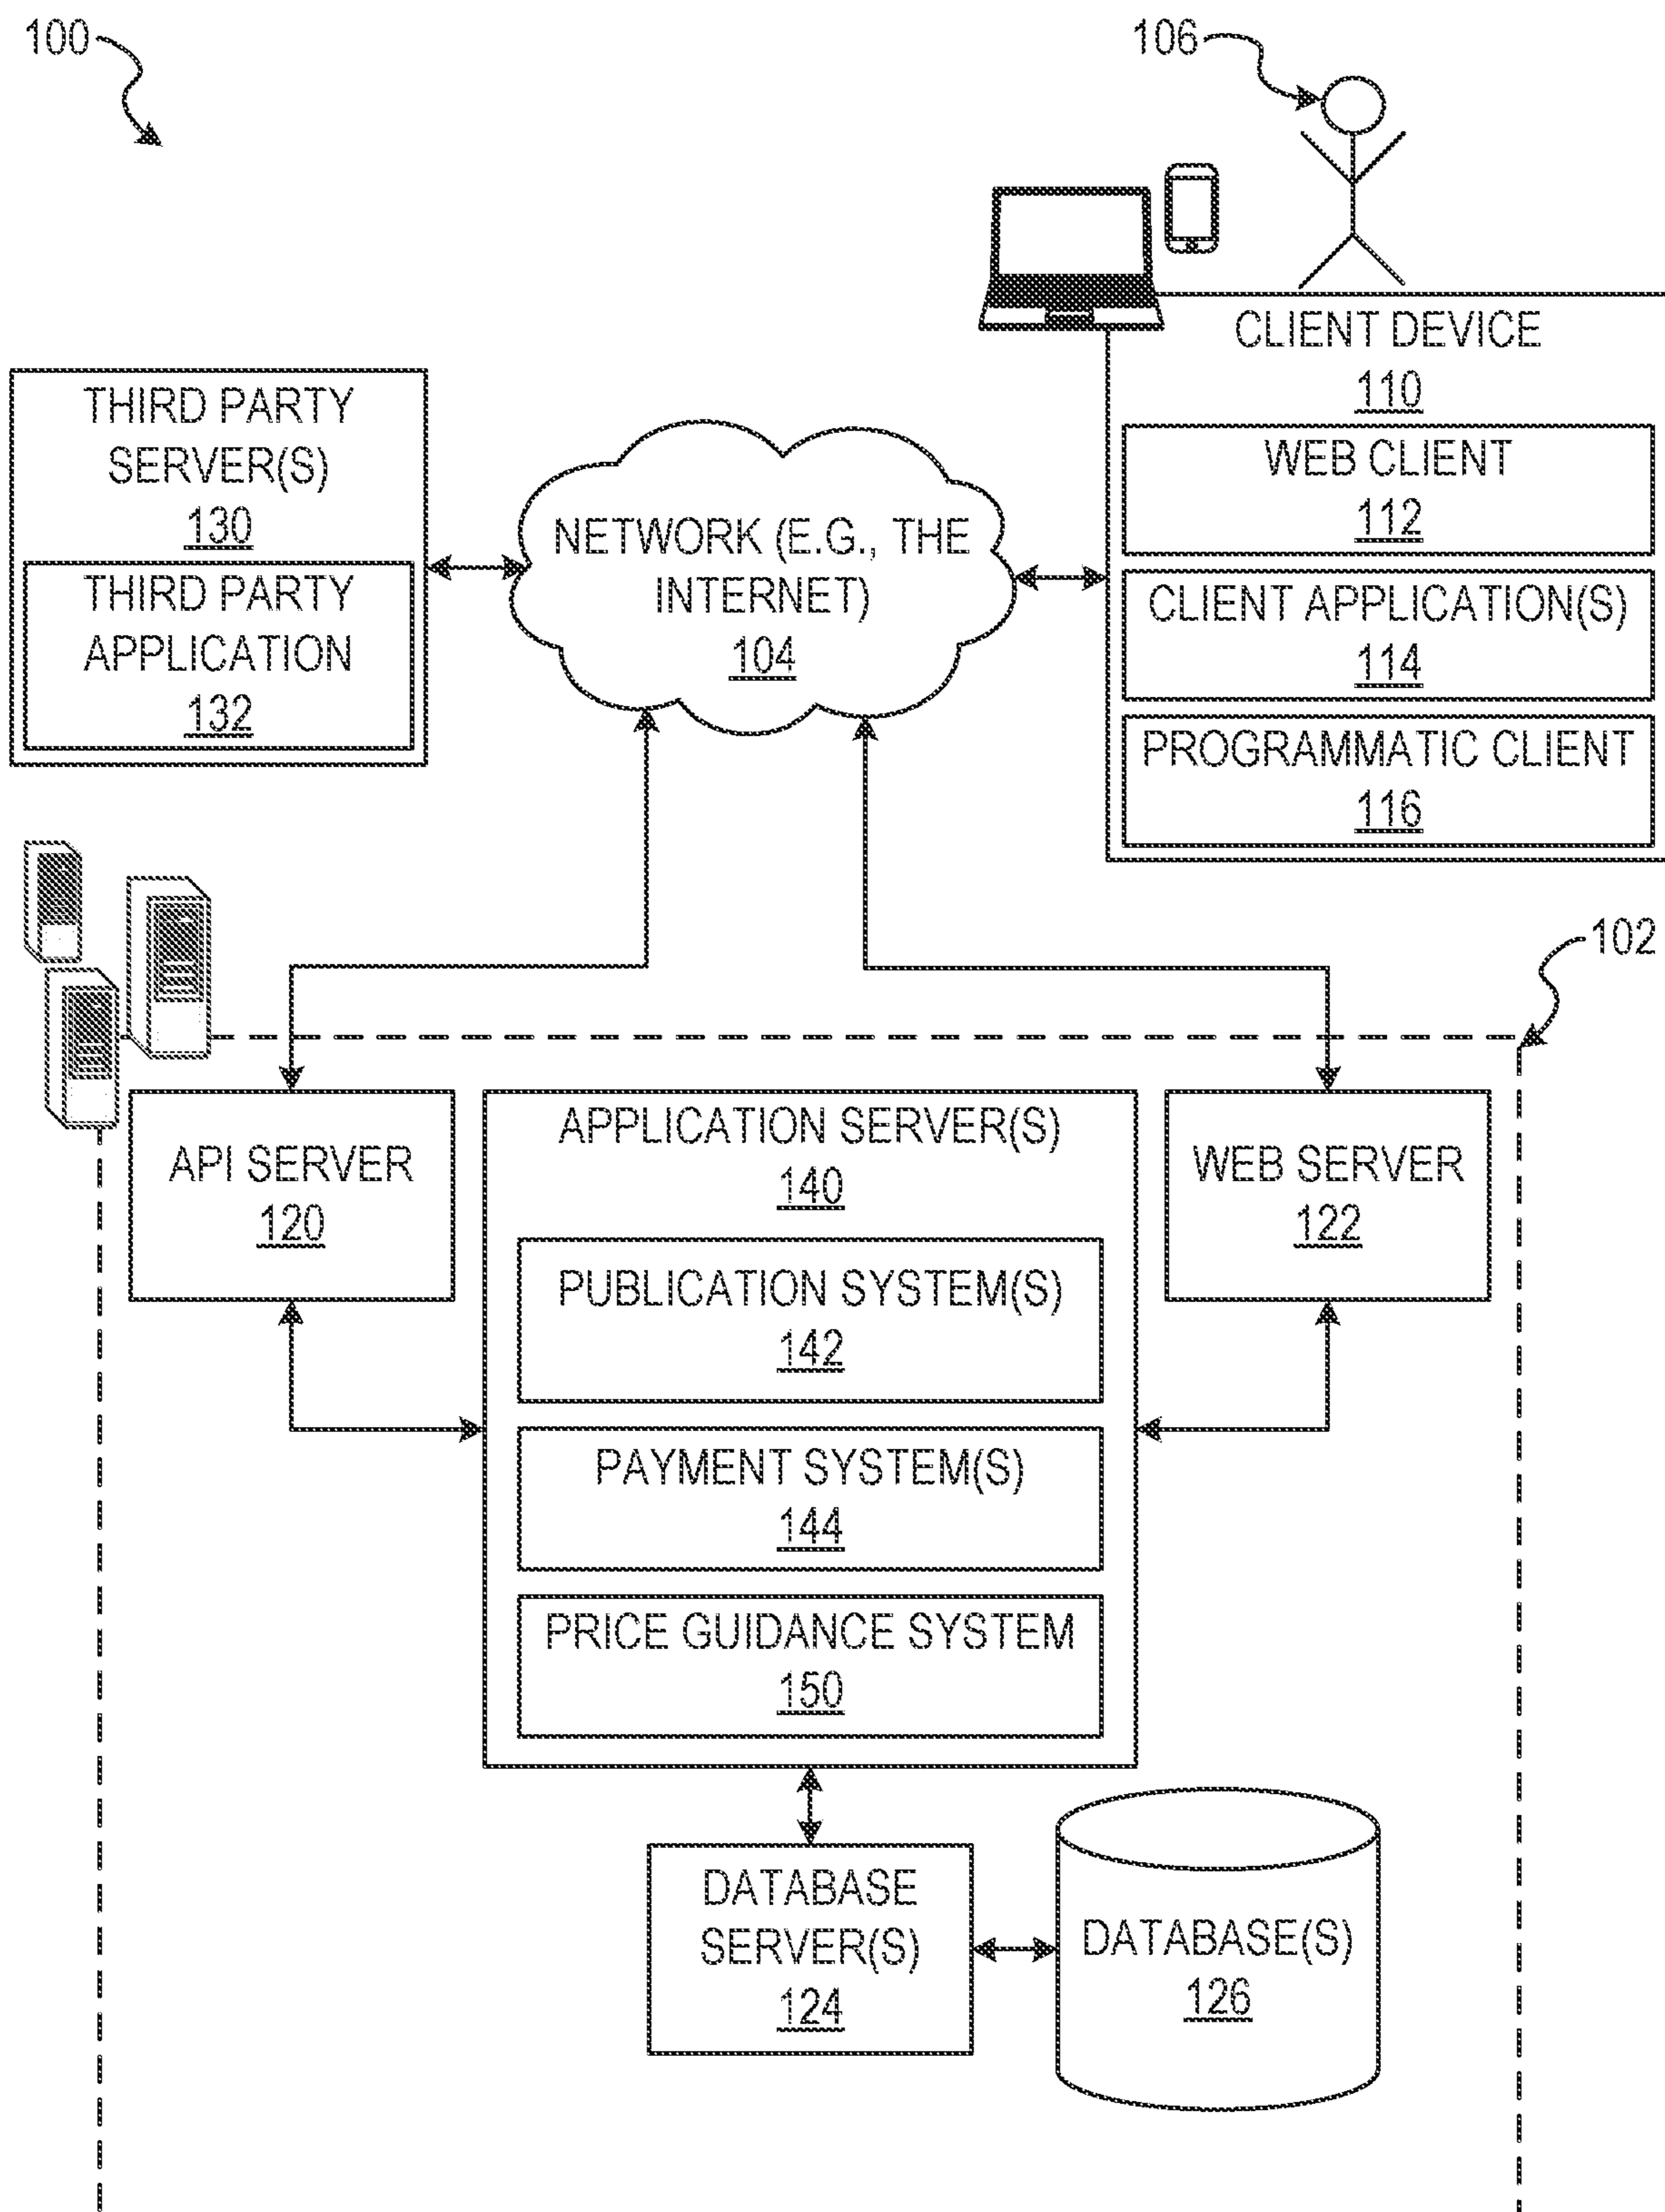 100
106
CLIENT DEVICE
110
WEB CLIENT
112
CLIENT APPLICATION(S)
114
PROGRAMMATIC CLIENT
116
THIRD PARTY
SERVER(S)
130
THIRD PARTY
APPLICATION
132
NETWORK (E.G., THE
INTERNET)
104
102
API SERVER
120
APPLICATION SERVER(S)
140
PUBLICATION SYSTEM(S)
142
PAYMENT SYSTEM(S)
144
PRICE GUIDANCE SYSTEM
150
WEB SERVER
122
DATABASE
SERVER(S)
124
DATABASE(S)
126